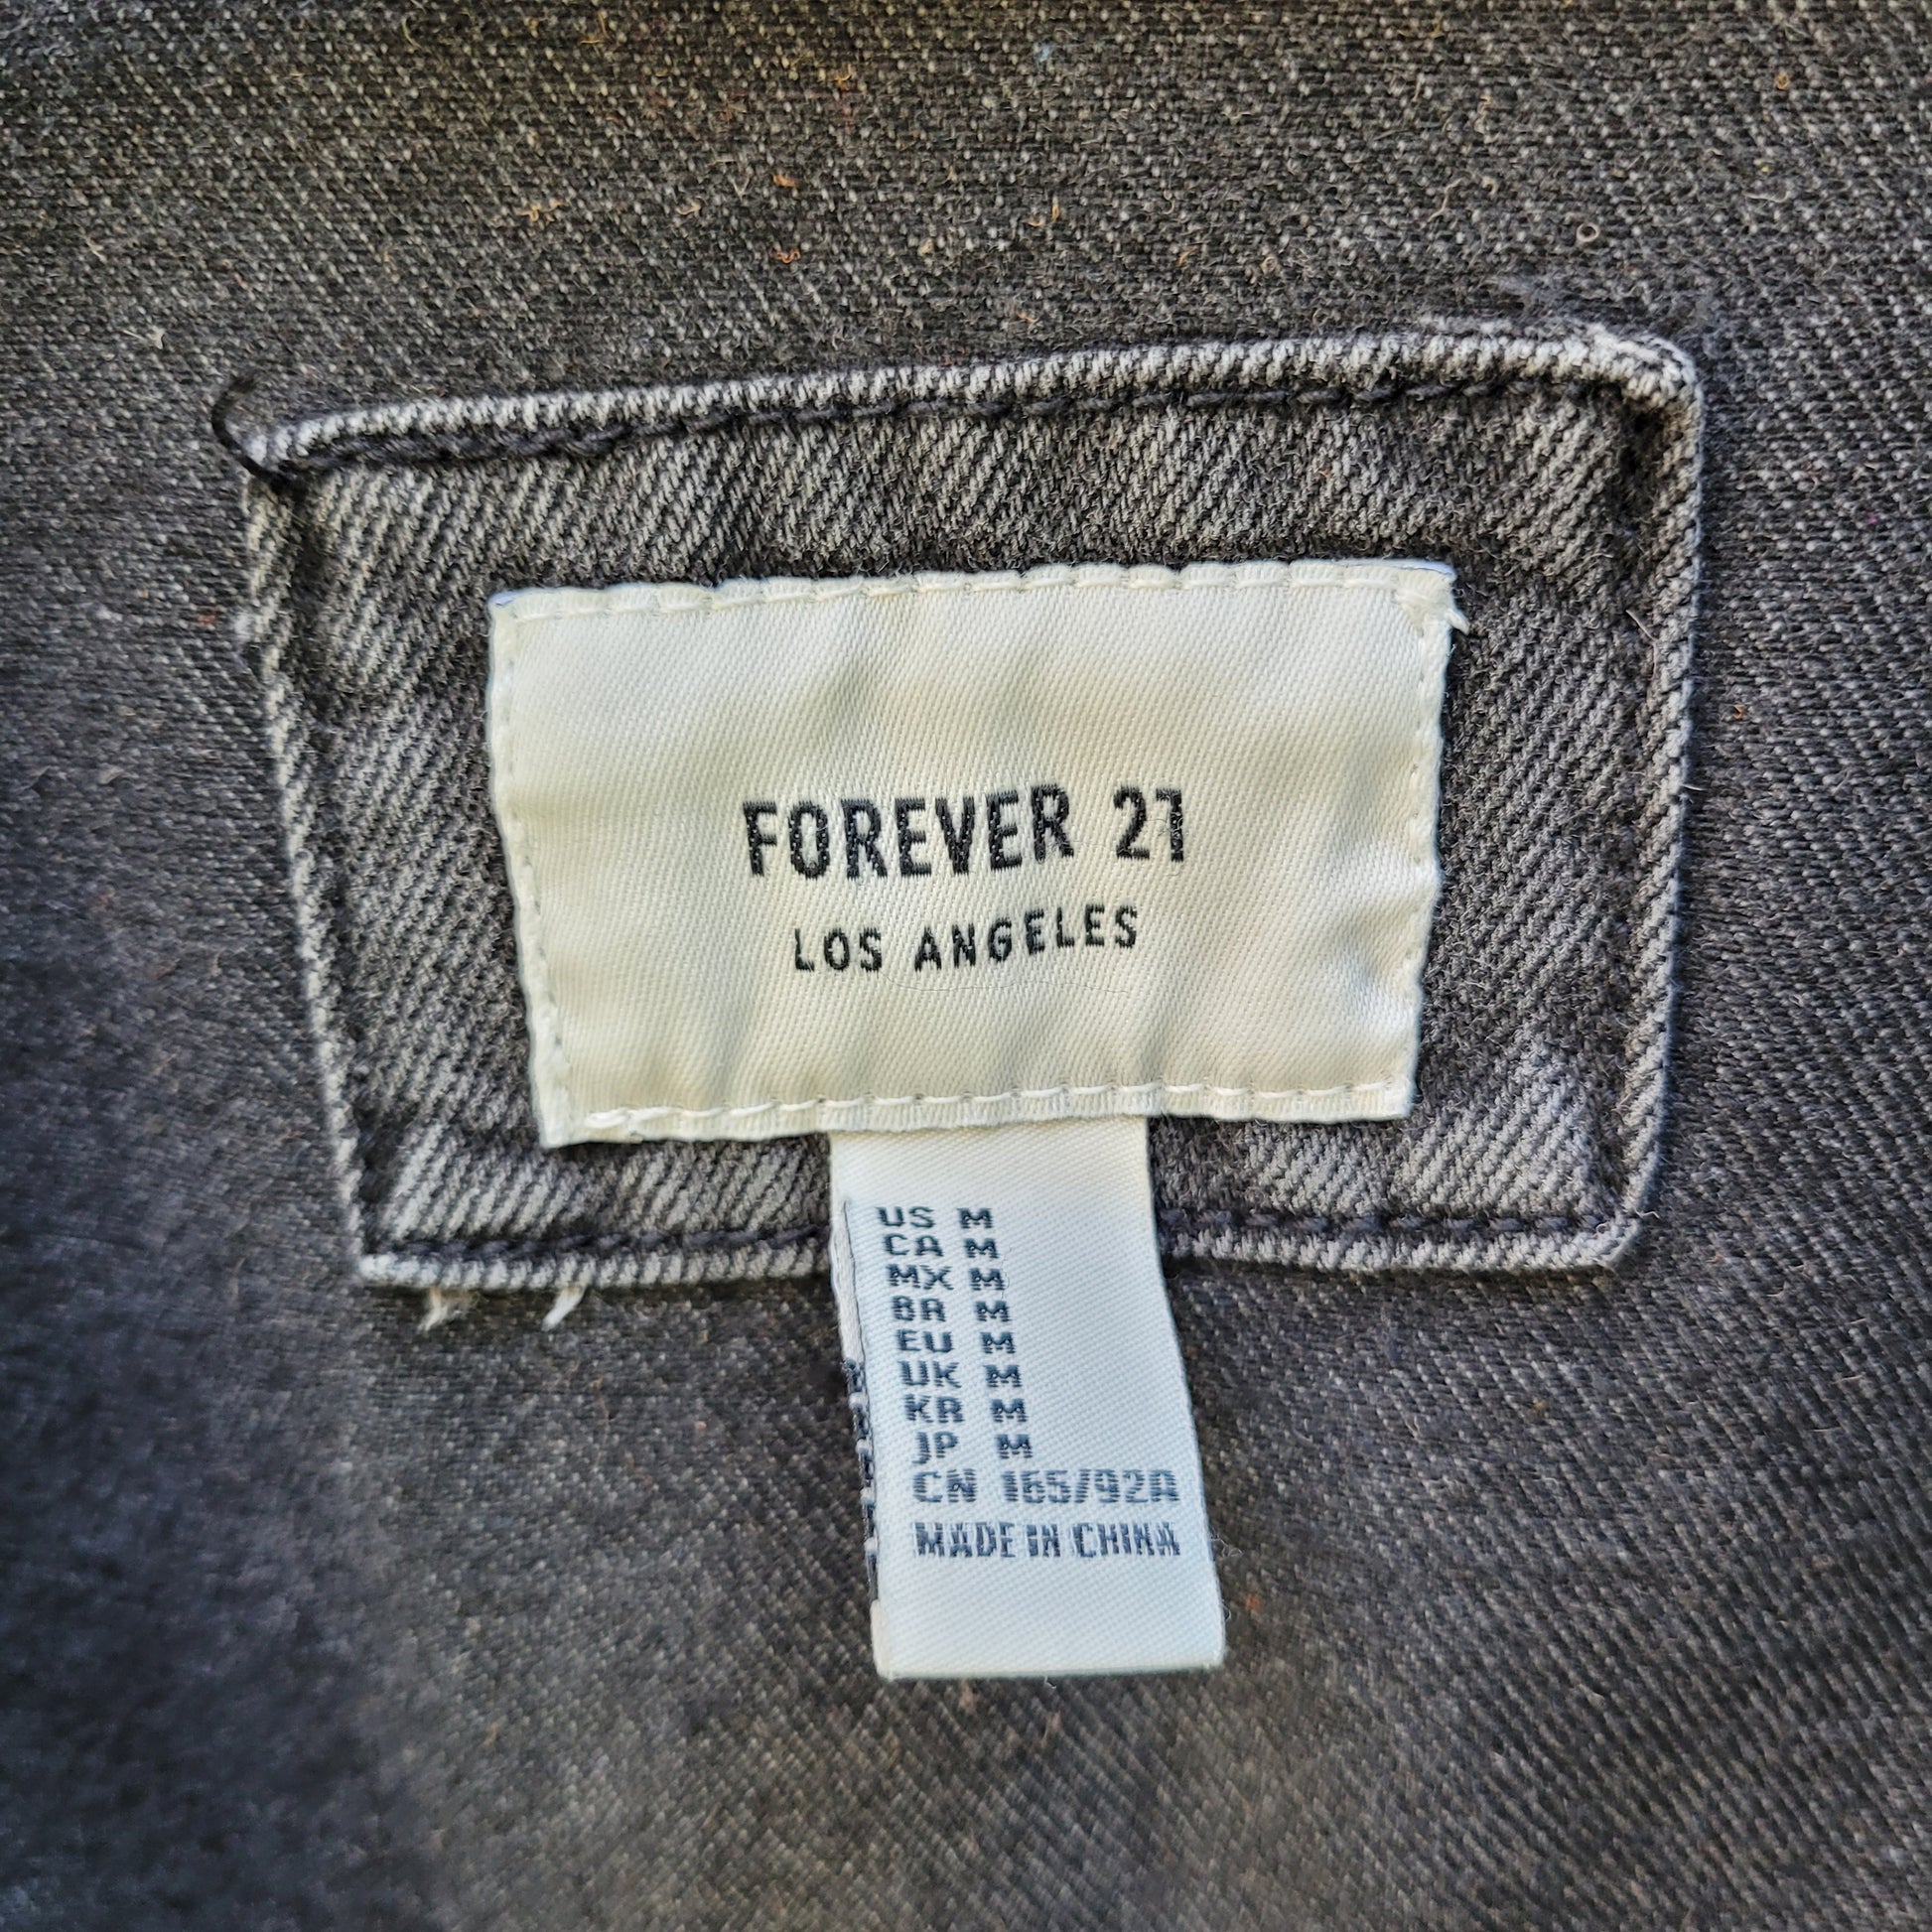 FOREVER 21
LOS ANGELES
US M
CA M
MX M
BR M
EU M
UK M
KR M
JP M
CN 165/92A
MADE IN CHINA